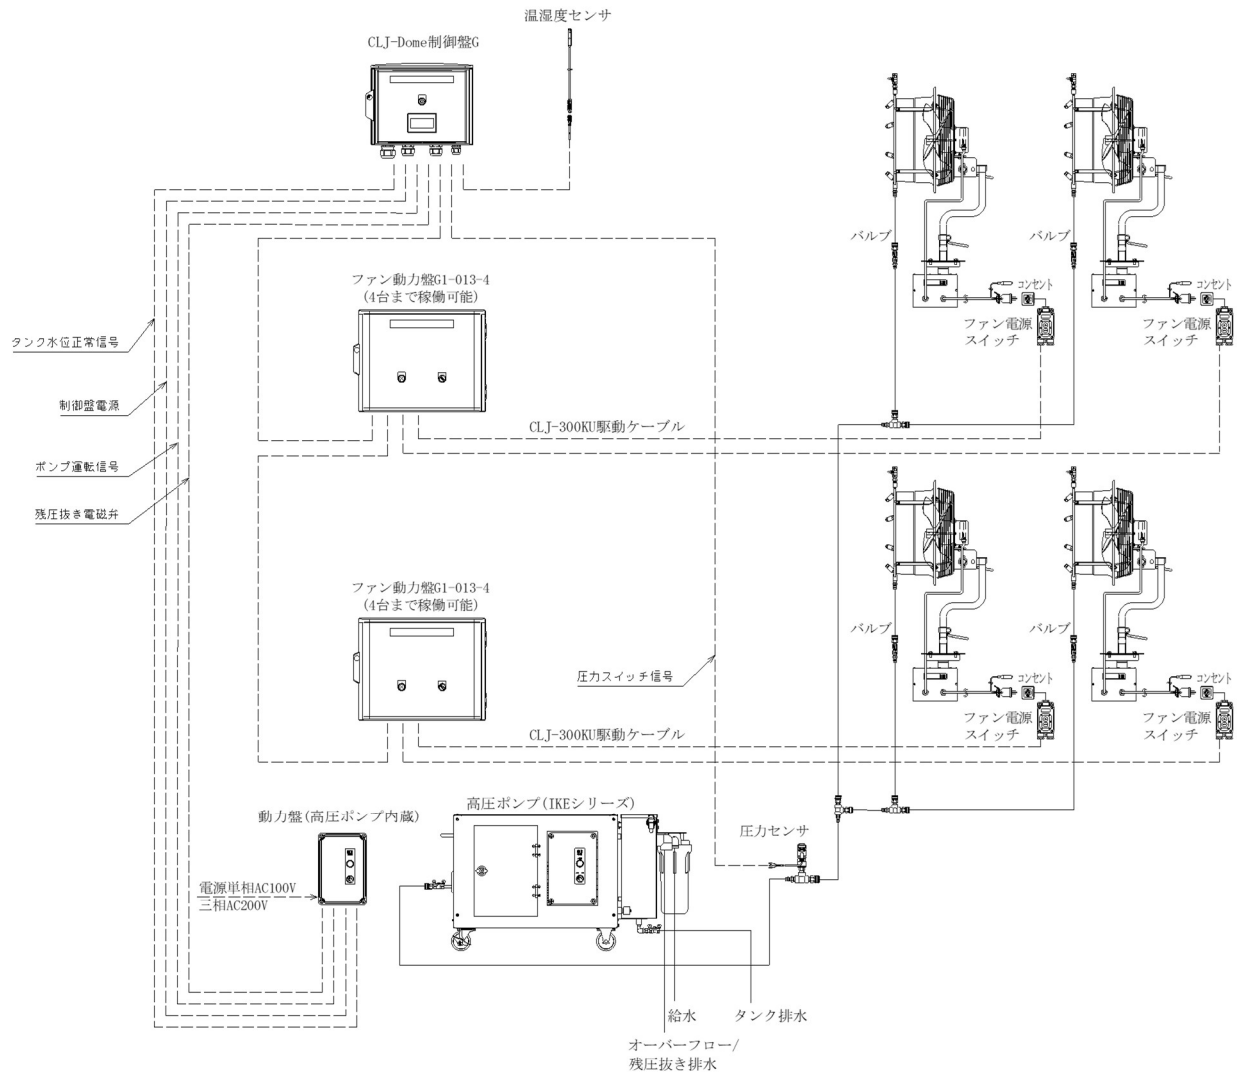 温湿度センサ
CLJ-Dome制御盤G
バルブ
バルブ
ファン動力盤G1-013-4
(4台まで稼働可能)
コンセント
コンセント
ファン電源
スイッチ
ファン電源
スイッチ
タンク水位正常信号
制御盤電源
CLJ-300KU駆動ケーブル
ポンプ運転信号
残圧抜き電磁弁
ファン動力盤G1-013-4
(4台まで稼働可能)
バルブ
バルブ
圧力スイッチ信号
コンセント
コンセント
ファン電源
スイッチ
ファン電源
スイッチ
CLJ-300KU駆動ケーブル
高圧ポンプ(IKEシリーズ)
動力盤(高圧ポンプ内蔵)
圧力センサ
電源単相AC100V
三相AC200V
給水
タンク排水
オーバーフロー/
残圧抜き排水